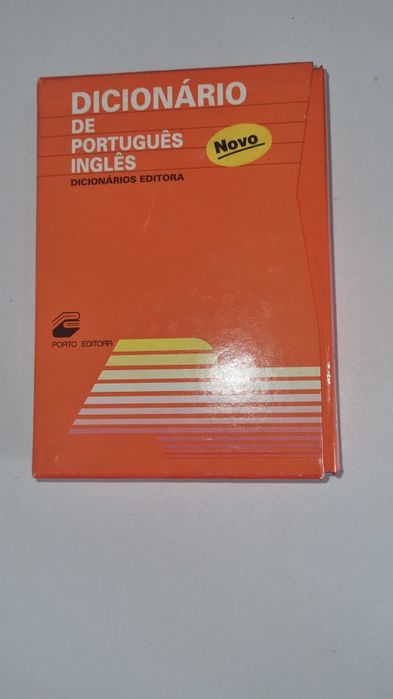 DICIONÁRIO
DE
PORTUGUÊS
INGLÊS
DICIONÁRIOS EDITORA
Novo
PORTO EDITORA